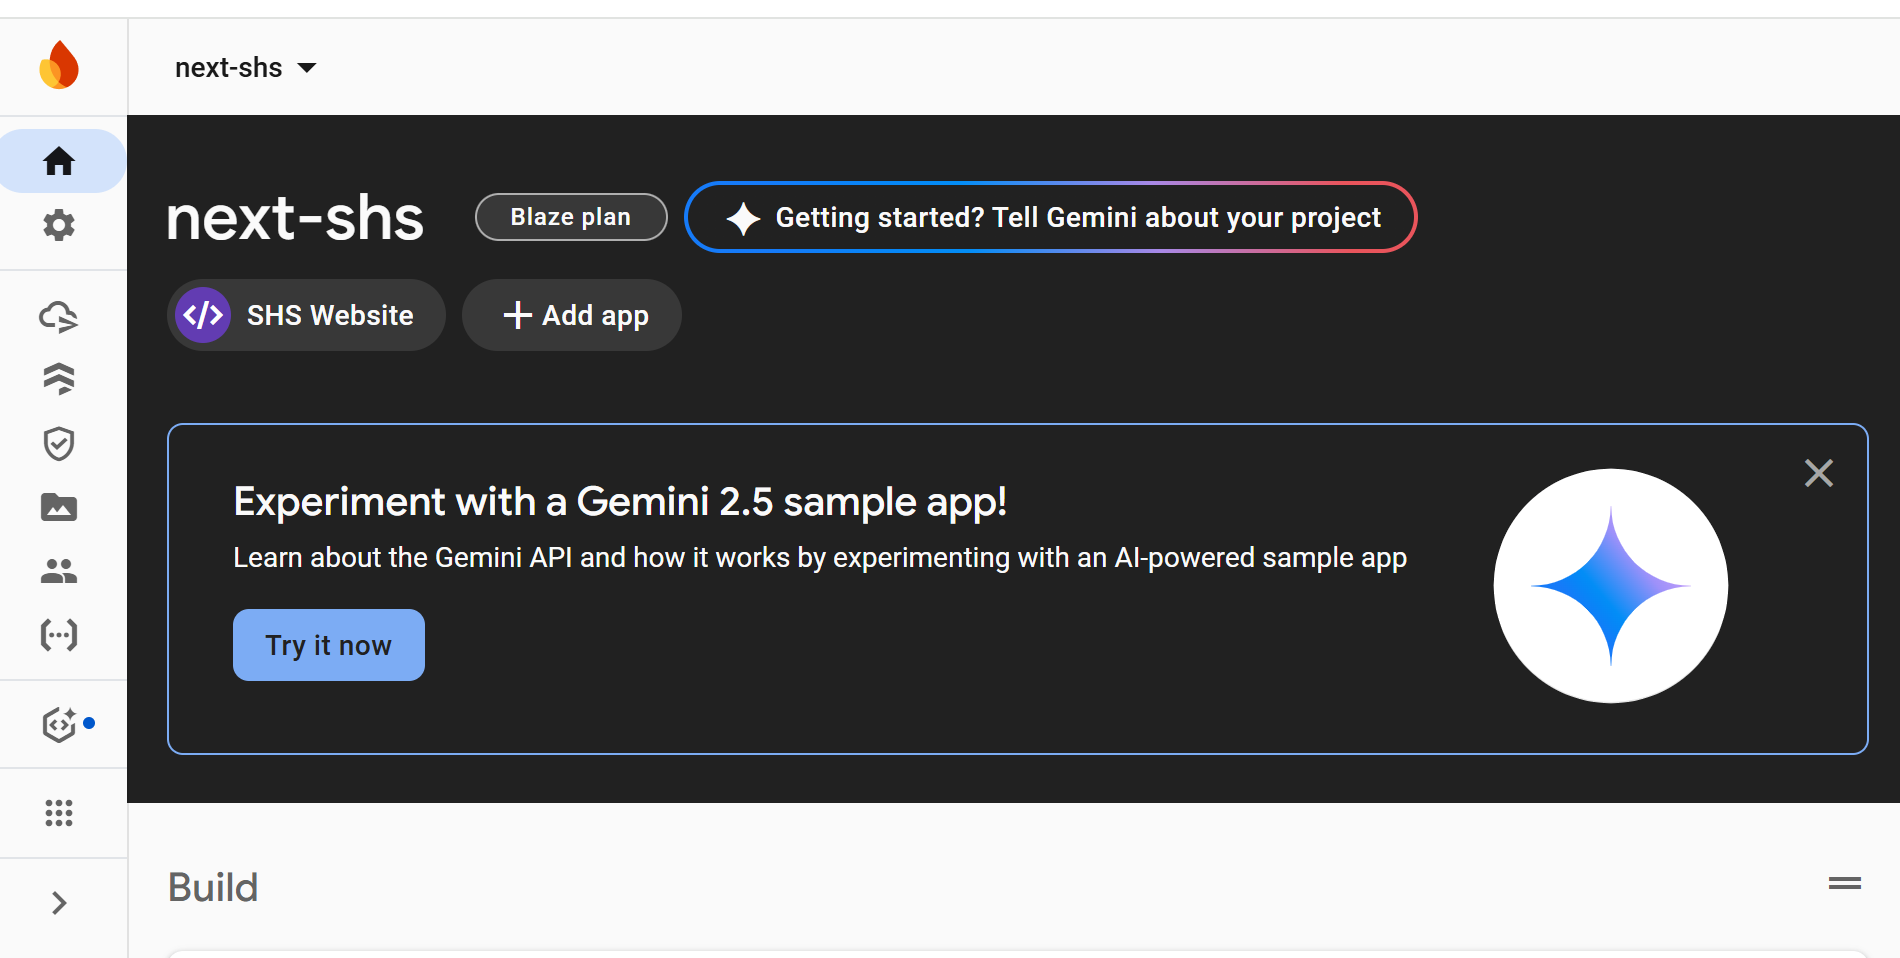 next-shs
next-shs
Blaze plan
Getting started? Tell Gemini about your project
SHS Website
Add app
Experiment with a Gemini 2.5 sample app!
Learn about the Gemini API and how it works by experimenting with an AI-powered sample app
Try it now
Build